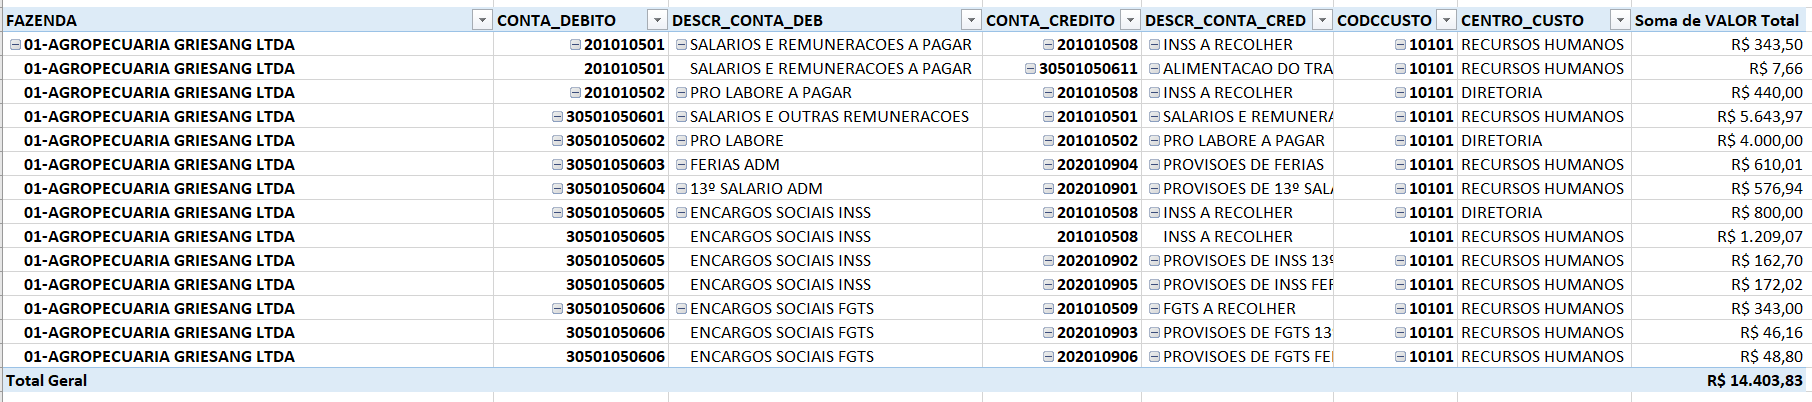 FAZENDA CONTA_DEBITO DESCR_CONTA_DEB CONTA_CREDITO DESCR_CONTA_CRED CODCCUSTO CENTRO_CUSTO Soma de VALOR Total
01-AGROPECUARIA GRIESANG LTDA 201010501 SALARIOS E REMUNERACOES A PAGAR 201010508 INSS A RECOLHER 10101 RECURSOS HUMANOS R$ 343,50
01-AGROPECUARIA GRIESANG LTDA 201010501 SALARIOS E REMUNERACOES A PAGAR 30501050611 ALIMENTACAO DO TRA 10101 RECURSOS HUMANOS R$ 7,66
01-AGROPECUARIA GRIESANG LTDA 201010502 PRO LABORE A PAGAR 201010508 INSS A RECOLHER 10101 DIRETORIA R$ 440,00
01-AGROPECUARIA GRIESANG LTDA 30501050601 SALARIOS E OUTRAS REMUNERACOES 201010501 SALARIOS E REMUNERA 10101 RECURSOS HUMANOS R$ 5.643,97
01-AGROPECUARIA GRIESANG LTDA 30501050602 PRO LABORE 201010502 PRO LABORE A PAGAR 10101 DIRETORIA R$ 4.000,00
01-AGROPECUARIA GRIESANG LTDA 30501050603 FERIAS ADM 202010904 PROVISOES DE FERIAS 10101 RECURSOS HUMANOS R$ 610,01
01-AGROPECUARIA GRIESANG LTDA 30501050604 13º SALARIO ADM 202010901 PROVISOES DE 13º SALA 10101 RECURSOS HUMANOS R$ 576,94
01-AGROPECUARIA GRIESANG LTDA 30501050605 ENCARGOS SOCIAIS INSS 201010508 INSS A RECOLHER 10101 DIRETORIA R$ 800,00
01-AGROPECUARIA GRIESANG LTDA 30501050605 ENCARGOS SOCIAIS INSS 201010508 INSS A RECOLHER 10101 RECURSOS HUMANOS R$ 1.209,07
01-AGROPECUARIA GRIESANG LTDA 30501050605 ENCARGOS SOCIAIS INSS 202010902 PROVISOES DE INSS 13º 10101 RECURSOS HUMANOS R$ 162,70
01-AGROPECUARIA GRIESANG LTDA 30501050605 ENCARGOS SOCIAIS INSS 202010905 PROVISOES DE INSS FER 10101 RECURSOS HUMANOS R$ 172,02
01-AGROPECUARIA GRIESANG LTDA 30501050606 ENCARGOS SOCIAIS FGTS 201010509 FGTS A RECOLHER 10101 RECURSOS HUMANOS R$ 343,00
01-AGROPECUARIA GRIESANG LTDA 30501050606 ENCARGOS SOCIAIS FGTS 202010903 PROVISOES DE FGTS 13 10101 RECURSOS HUMANOS R$ 46,16
01-AGROPECUARIA GRIESANG LTDA 30501050606 ENCARGOS SOCIAIS FGTS 202010906 PROVISOES DE FGTS FE 10101 RECURSOS HUMANOS R$ 48,80
Total Geral R$ 14.403,83